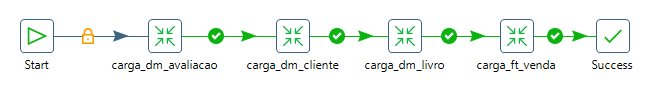 Start
carga_dm_avaliacao
carga_dm_cliente
carga_dm_livro
carga_ft_venda
Success